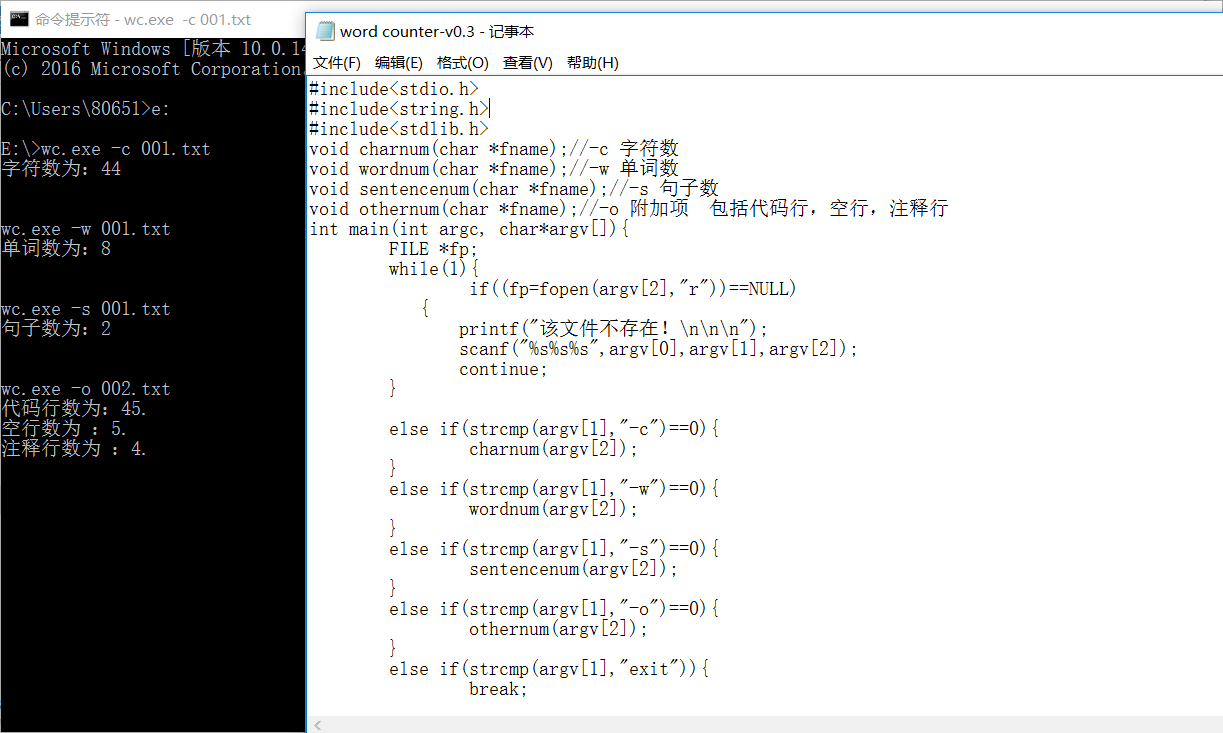 命令提示符 - wc.exe  -c 001.txt
Microsoft Windows [版本 10.0.14
(c) 2016 Microsoft Corporation.
C:\Users\80651>e:
E:\>wc.exe -c 001.txt
字符数为: 44
wc.exe -w 001.txt
单词数为: 8
wc.exe -s 001.txt
句子数为: 2
wc.exe -o 002.txt
代码行数为: 45.
空行数为 : 5.
注释行数为 : 4.
word counter-v0.3 - 记事本
文件(F) 编辑(E) 格式(O) 查看(V) 帮助(H)
#include<stdio.h>
#include<string.h>
#include<stdlib.h>
void charnum(char *fname);//-c 字符数
void wordnum(char *fname);//-w 单词数
void sentencenum(char *fname);//-s 句子数
void othernum(char *fname);//-o 附加项  包括代码行，空行，注释行
int main(int argc, char*argv[]){
FILE *fp;
while(1){
if((fp=fopen(argv[2],"r"))==NULL)
{
printf("该文件不存在！\n\n\n");
scanf("%s%s%s",argv[0],argv[1],argv[2]);
continue;
}
else if(strcmp(argv[1],"-c")==0){
charnum(argv[2]);
}
else if(strcmp(argv[1],"-w")==0){
wordnum(argv[2]);
}
else if(strcmp(argv[1],"-s")==0){
sentencenum(argv[2]);
}
else if(strcmp(argv[1],"-o")==0){
othernum(argv[2]);
}
else if(strcmp(argv[1],"exit")){
break;